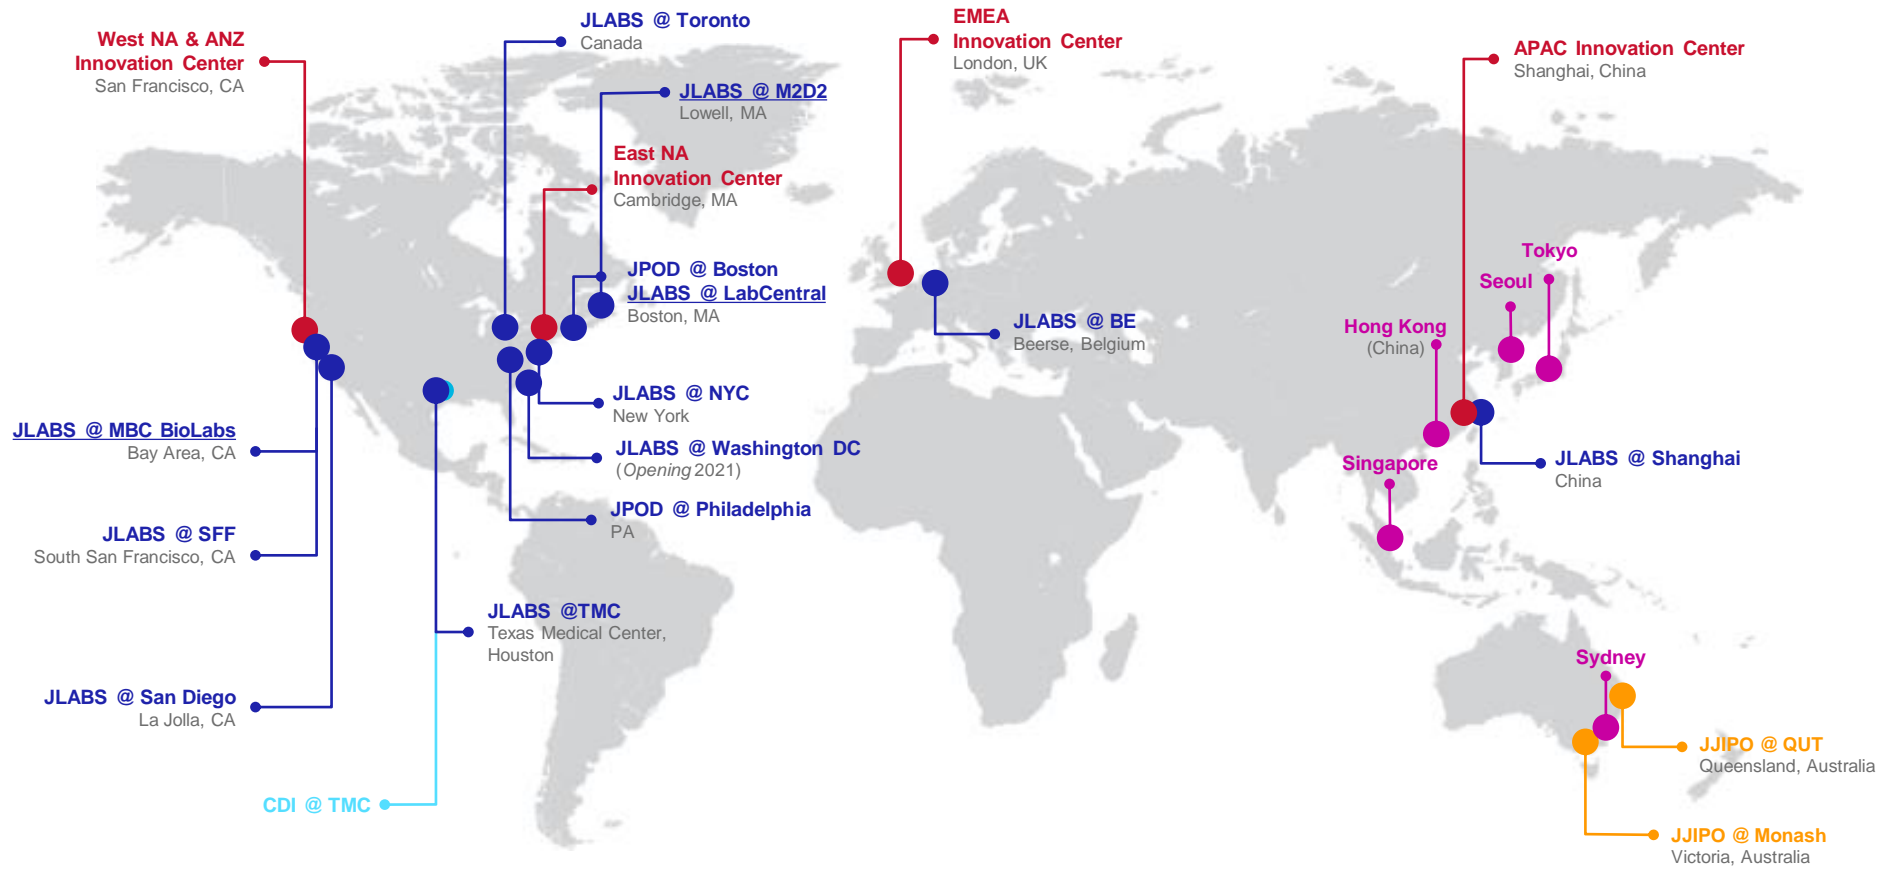 West NA & ANZ
Innovation Center
San Francisco, CA
JLABS @ Toronto
Canada
JLABS @ M2D2
Lowell, MA
East NA
Innovation Center
Cambridge, MA
JPOD @ Boston
JLABS @ LabCentral
Boston, MA
EMEA
Innovation Center
London, UK
APAC Innovation Center
Shanghai, China
Tokyo
Seoul
Hong Kong
(China)
JLABS @ BE
Beerse, Belgium
JLABS @ NYC
New York
JLABS @ Washington DC
(Opening 2021)
JPOD @ Philadelphia
PA
JLABS @ MBC BioLabs
Bay Area, CA
JLABS @ SFF
South San Francisco, CA
JLABS @TMC
Texas Medical Center,
Houston
JLABS @ San Diego
La Jolla, CA
CDI @ TMC
Singapore
JLABS @ Shanghai
China
Sydney
JJIPO @ QUT
Queensland, Australia
JJIPO @ Monash
Victoria, Australia